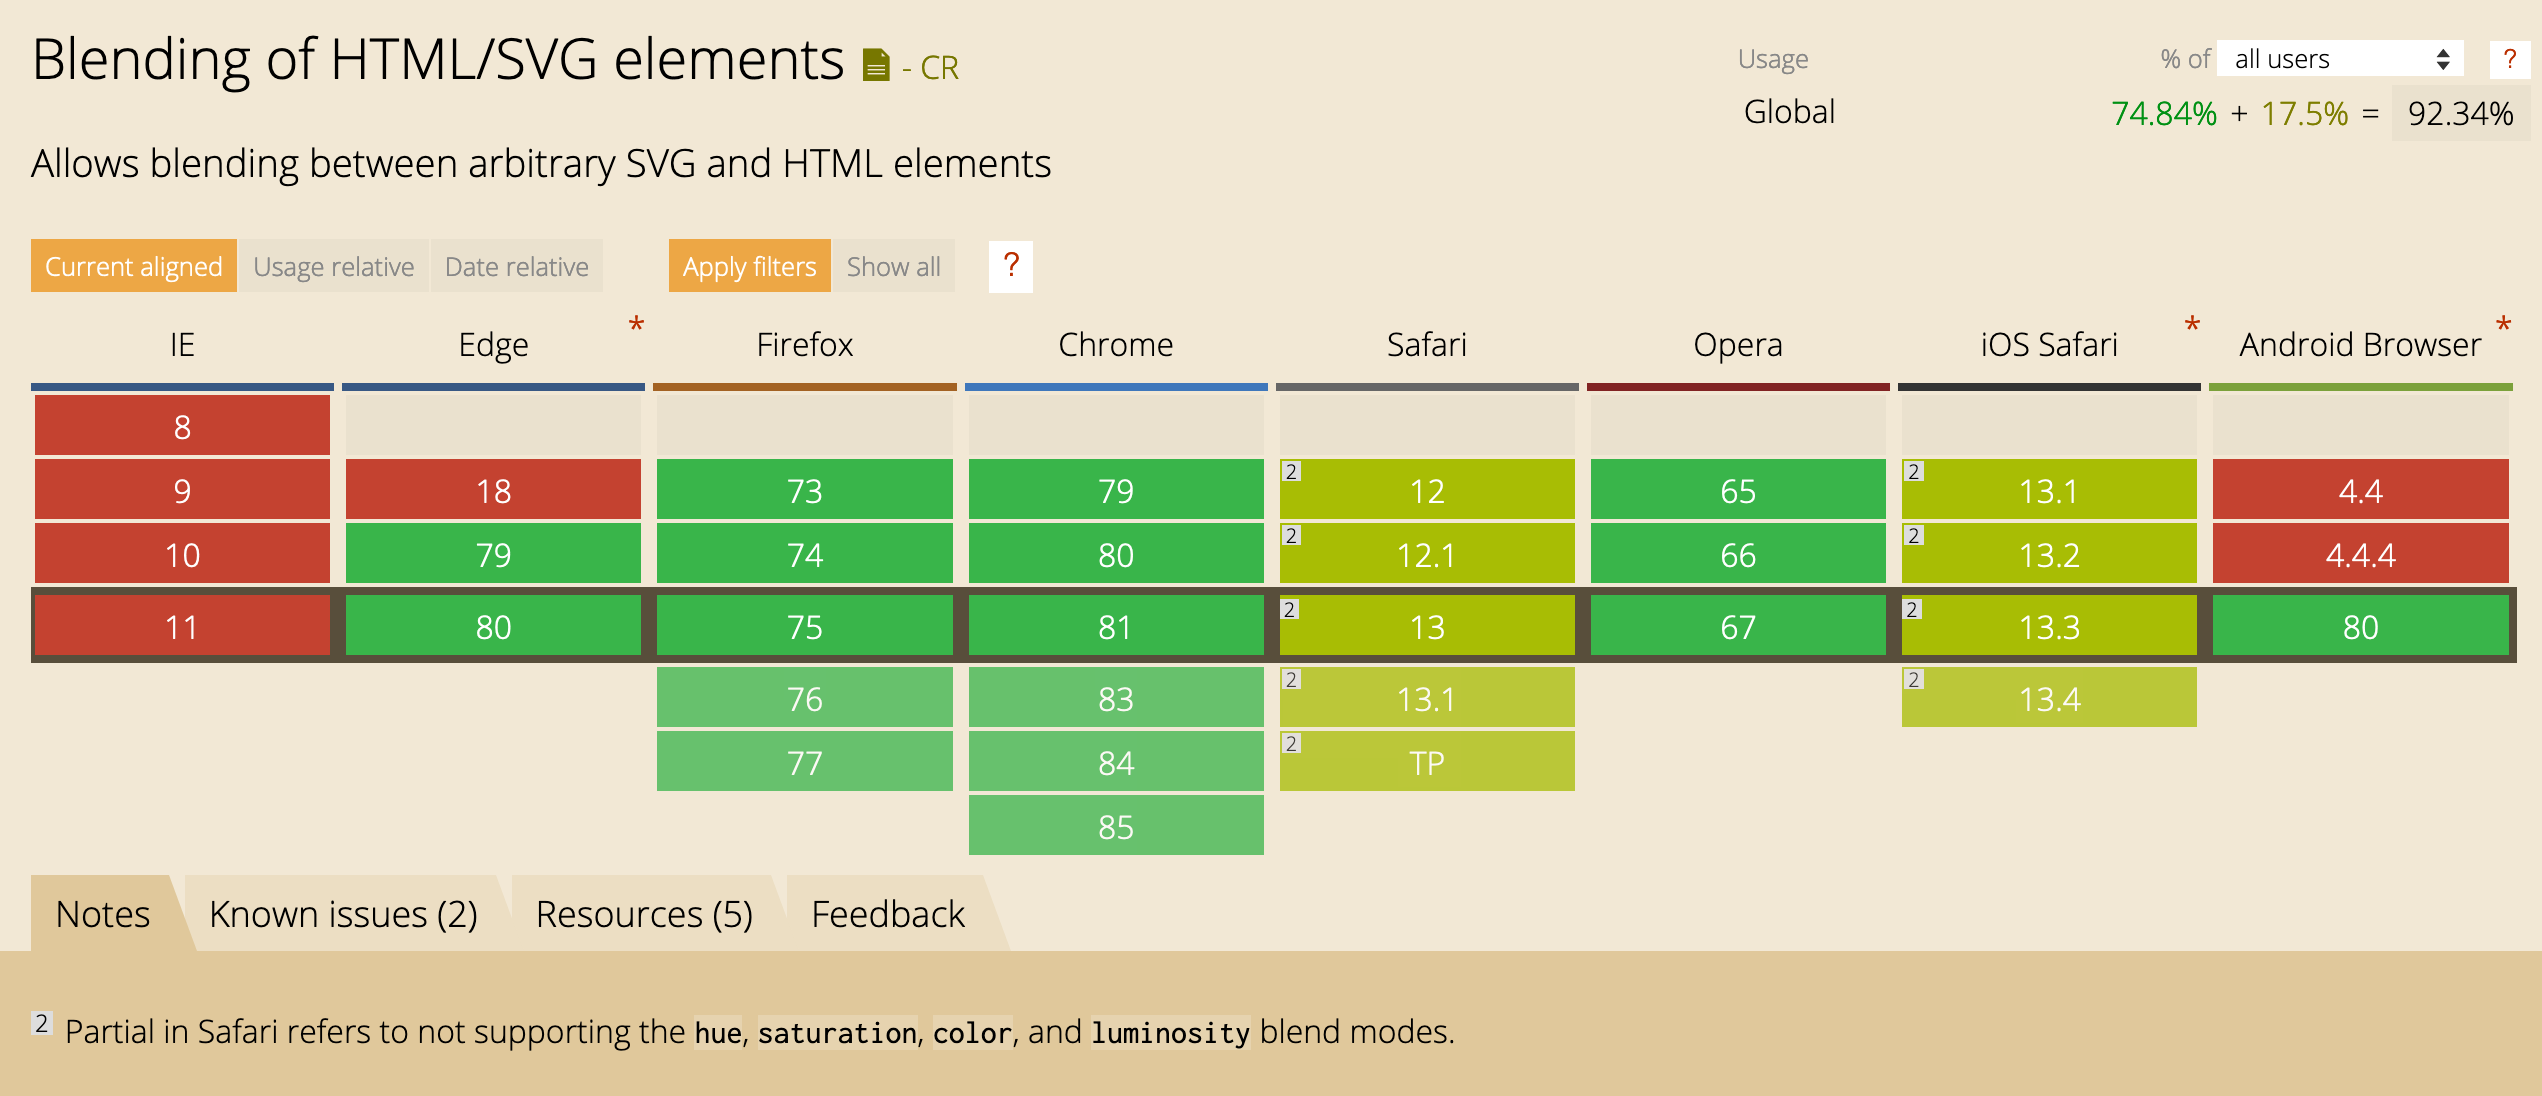 Blending of HTML/SVG elements - CR
Usage % of all users ?
Global 74.84% + 17.5% = 92.34%
Allows blending between arbitrary SVG and HTML elements
Current aligned Usage relative Date relative Apply filters Show all ?
IE Edge * Firefox Chrome Safari Opera iOS Safari * Android Browser *
8
9 18 73 79 2 12 65 2 13.1 4.4
10 79 74 80 2 12.1 66 2 13.2 4.4.4
11 80 75 81 2 13 67 2 13.3 80
76 83 2 13.1 2 13.4
77 84 2 TP
85
Notes Known issues (2) Resources (5) Feedback
2 Partial in Safari refers to not supporting the hue, saturation, color, and luminosity blend modes.